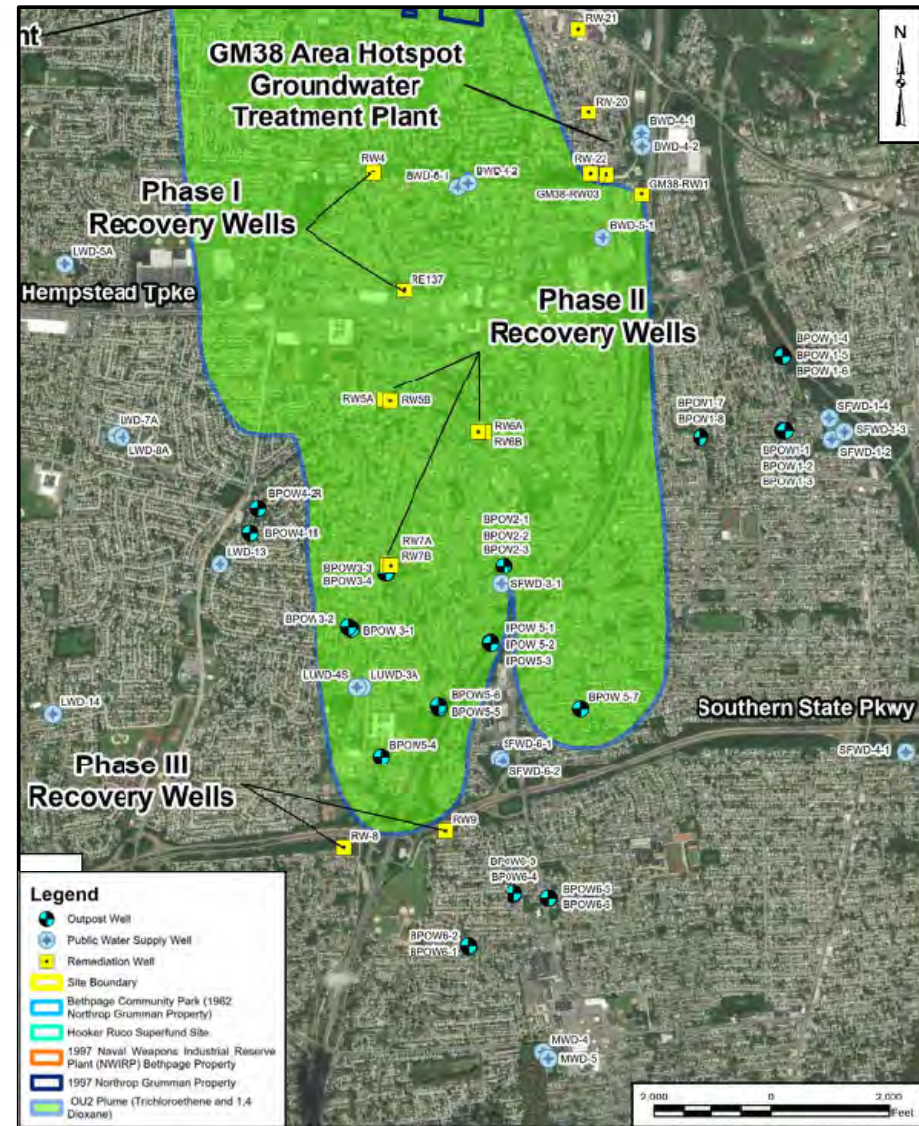 nt
N
RW-21
GM38 Area Hotspot
Groundwater
Treatment Plant
RW-20
BWD-4-1
BWD-4-2
RW4
BWD-6-1
RW-22
GM38-RW03
GM38-RW01
Phase I
Recovery Wells
BWD-5-1
LWD-5A
Hempstead Tpke
RE137
Phase II
Recovery Wells
BPOW 1-4
BPOW 1-5
BPOW 1-6
RW5A
RW5B
RW6A
RW6B
BPOW1-7
BPOW 1-8
SFWD-1-4
SFWD-1-3
SFWD-1-2
BPOW1-1
BPOW 1-2
BPOW 1-3
LWD-7A
LWD-8A
BPOW4-2R
BPOW2-1
BPOW2-2
BPOW2-3
LWD-13
RW7A
RW7B
BPOW3-3
BPOW3-4
SFWD-3-1
BPOW3-2
BPOW 3-1
BPOW 5-1
BPOW 5-2
BPOW5-3
LUWD-4S
LWD-14
BPOW5-6
BPOW5-5
BPOW 5-7
Southern State Pkwy
SFWD-4-1
SFWD-6-1
SFWD-6-2
BPOW5-4
Phase III
Recovery Wells
RW-8
RW9
BPOW6-3
BPOW6-4
BPOW6-2
BPOW6-1
MWD-4
MWD-5
Legend
Outpost Well
Public Water Supply Well
Remediation Well
Site Boundary
Bethpage Community Park (1962
Northrop Grumman Property)
Hooker Ruco Superfund Site
1997 Naval Weapons Industrial Reserve
Plant (NWIRP) Bethpage Property
1997 Northrop Grumman Property
OU2 Plume (Trichloroethene and 1,4
Dioxane)
2,000 0 2,000
Feet